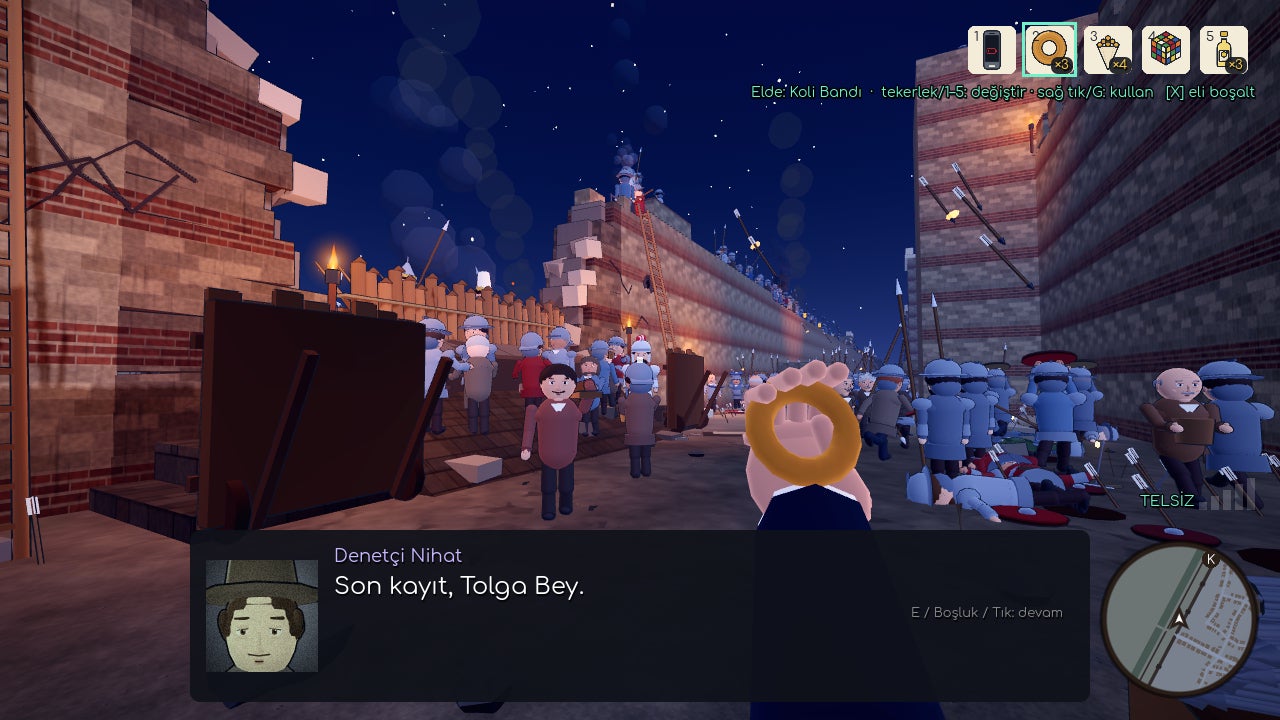 1 2 3 4 5
×3 ×4 ×3
Elde: Koli Bandı · tekerlek/1-5: değiştir · sağ tık/G: kullan [X] eli boşalt
TELSİZ
K
Denetçi Nihat
Son kayıt, Tolga Bey.
E / Boşluk / Tık: devam